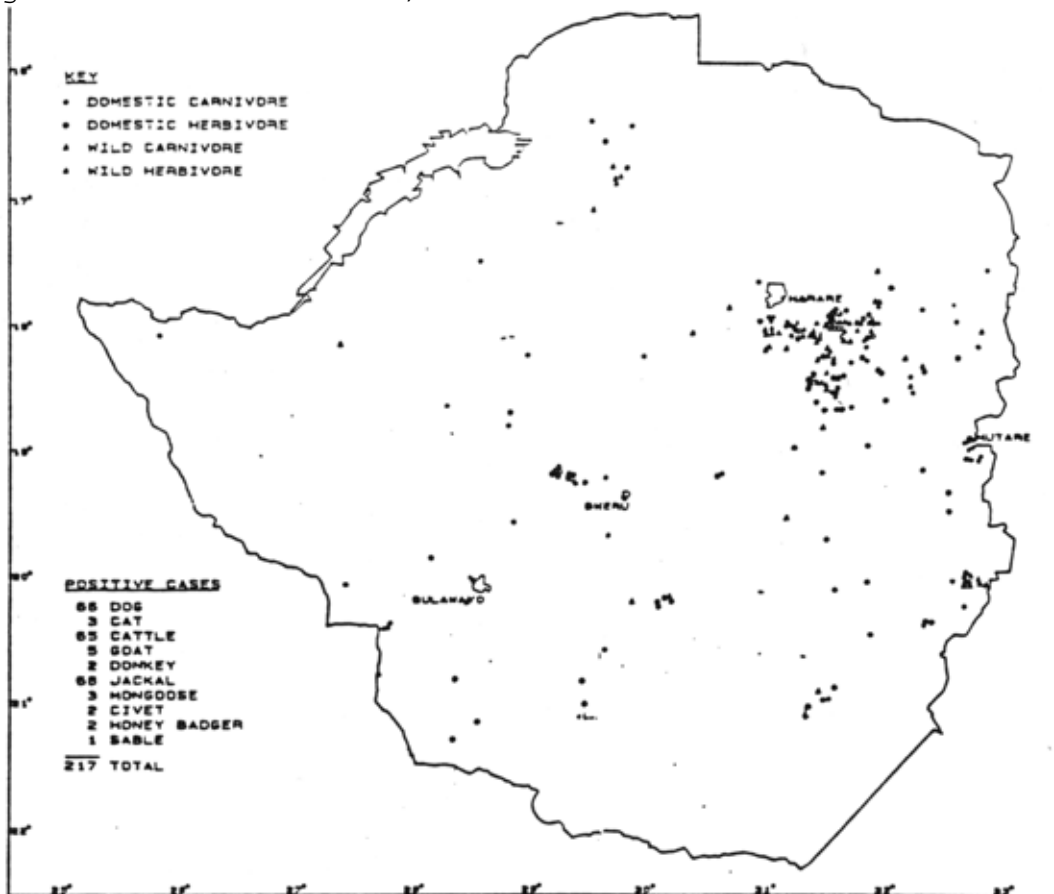 KEY
DOMESTIC CARNIVORE
DOMESTIC HERBIVORE
WILD CARNIVORE
WILD HERBIVORE
17°
HARARE
MUTARE
GWERU
BULAWAYO
POSITIVE CASES
66 DOG
3 CAT
65 CATTLE
5 GOAT
2 DONKEY
68 JACKAL
3 MONGOOSE
2 CIVET
2 HONEY BADGER
1 SABLE
217 TOTAL